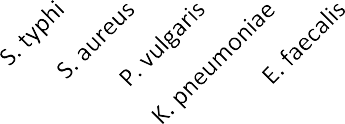 S. typhi
S. aureus
P. vulgaris
K. pneumoniae
E. faecalis